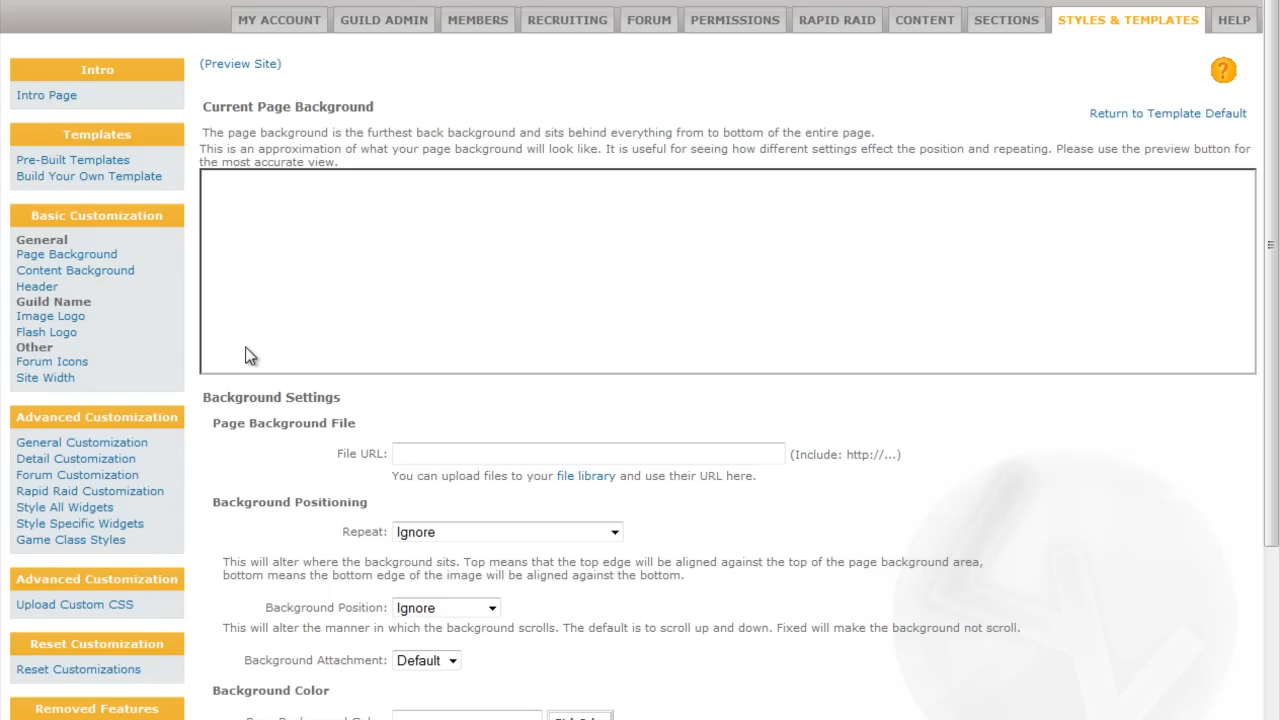 MY ACCOUNT GUILD ADMIN MEMBERS RECRUITING FORUM PERMISSIONS RAPID RAID CONTENT SECTIONS STYLES & TEMPLATES HELP
Intro
Intro Page
Templates
Pre-Built Templates
Build Your Own Template
Basic Customization
General
Page Background
Content Background
Header
Guild Name
Image Logo
Flash Logo
Other
Forum Icons
Site Width
Advanced Customization
General Customization
Detail Customization
Forum Customization
Rapid Raid Customization
Style All Widgets
Style Specific Widgets
Game Class Styles
Advanced Customization
Upload Custom CSS
Reset Customization
Reset Customizations
Removed Features
(Preview Site)
?
Current Page Background
Return to Template Default
The page background is the furthest back background and sits behind everything from to bottom of the entire page.
This is an approximation of what your page background will look like. It is useful for seeing how different settings effect the position and repeating. Please use the preview button for
the most accurate view.
Background Settings
Page Background File
File URL: (Include: http://...)
You can upload files to your file library and use their URL here.
Background Positioning
Repeat: Ignore
This will alter where the background sits. Top means that the top edge will be aligned against the top of the page background area,
bottom means the bottom edge of the image will be aligned against the bottom.
Background Position: Ignore
This will alter the manner in which the background scrolls. The default is to scroll up and down. Fixed will make the background not scroll.
Background Attachment: Default
Background Color